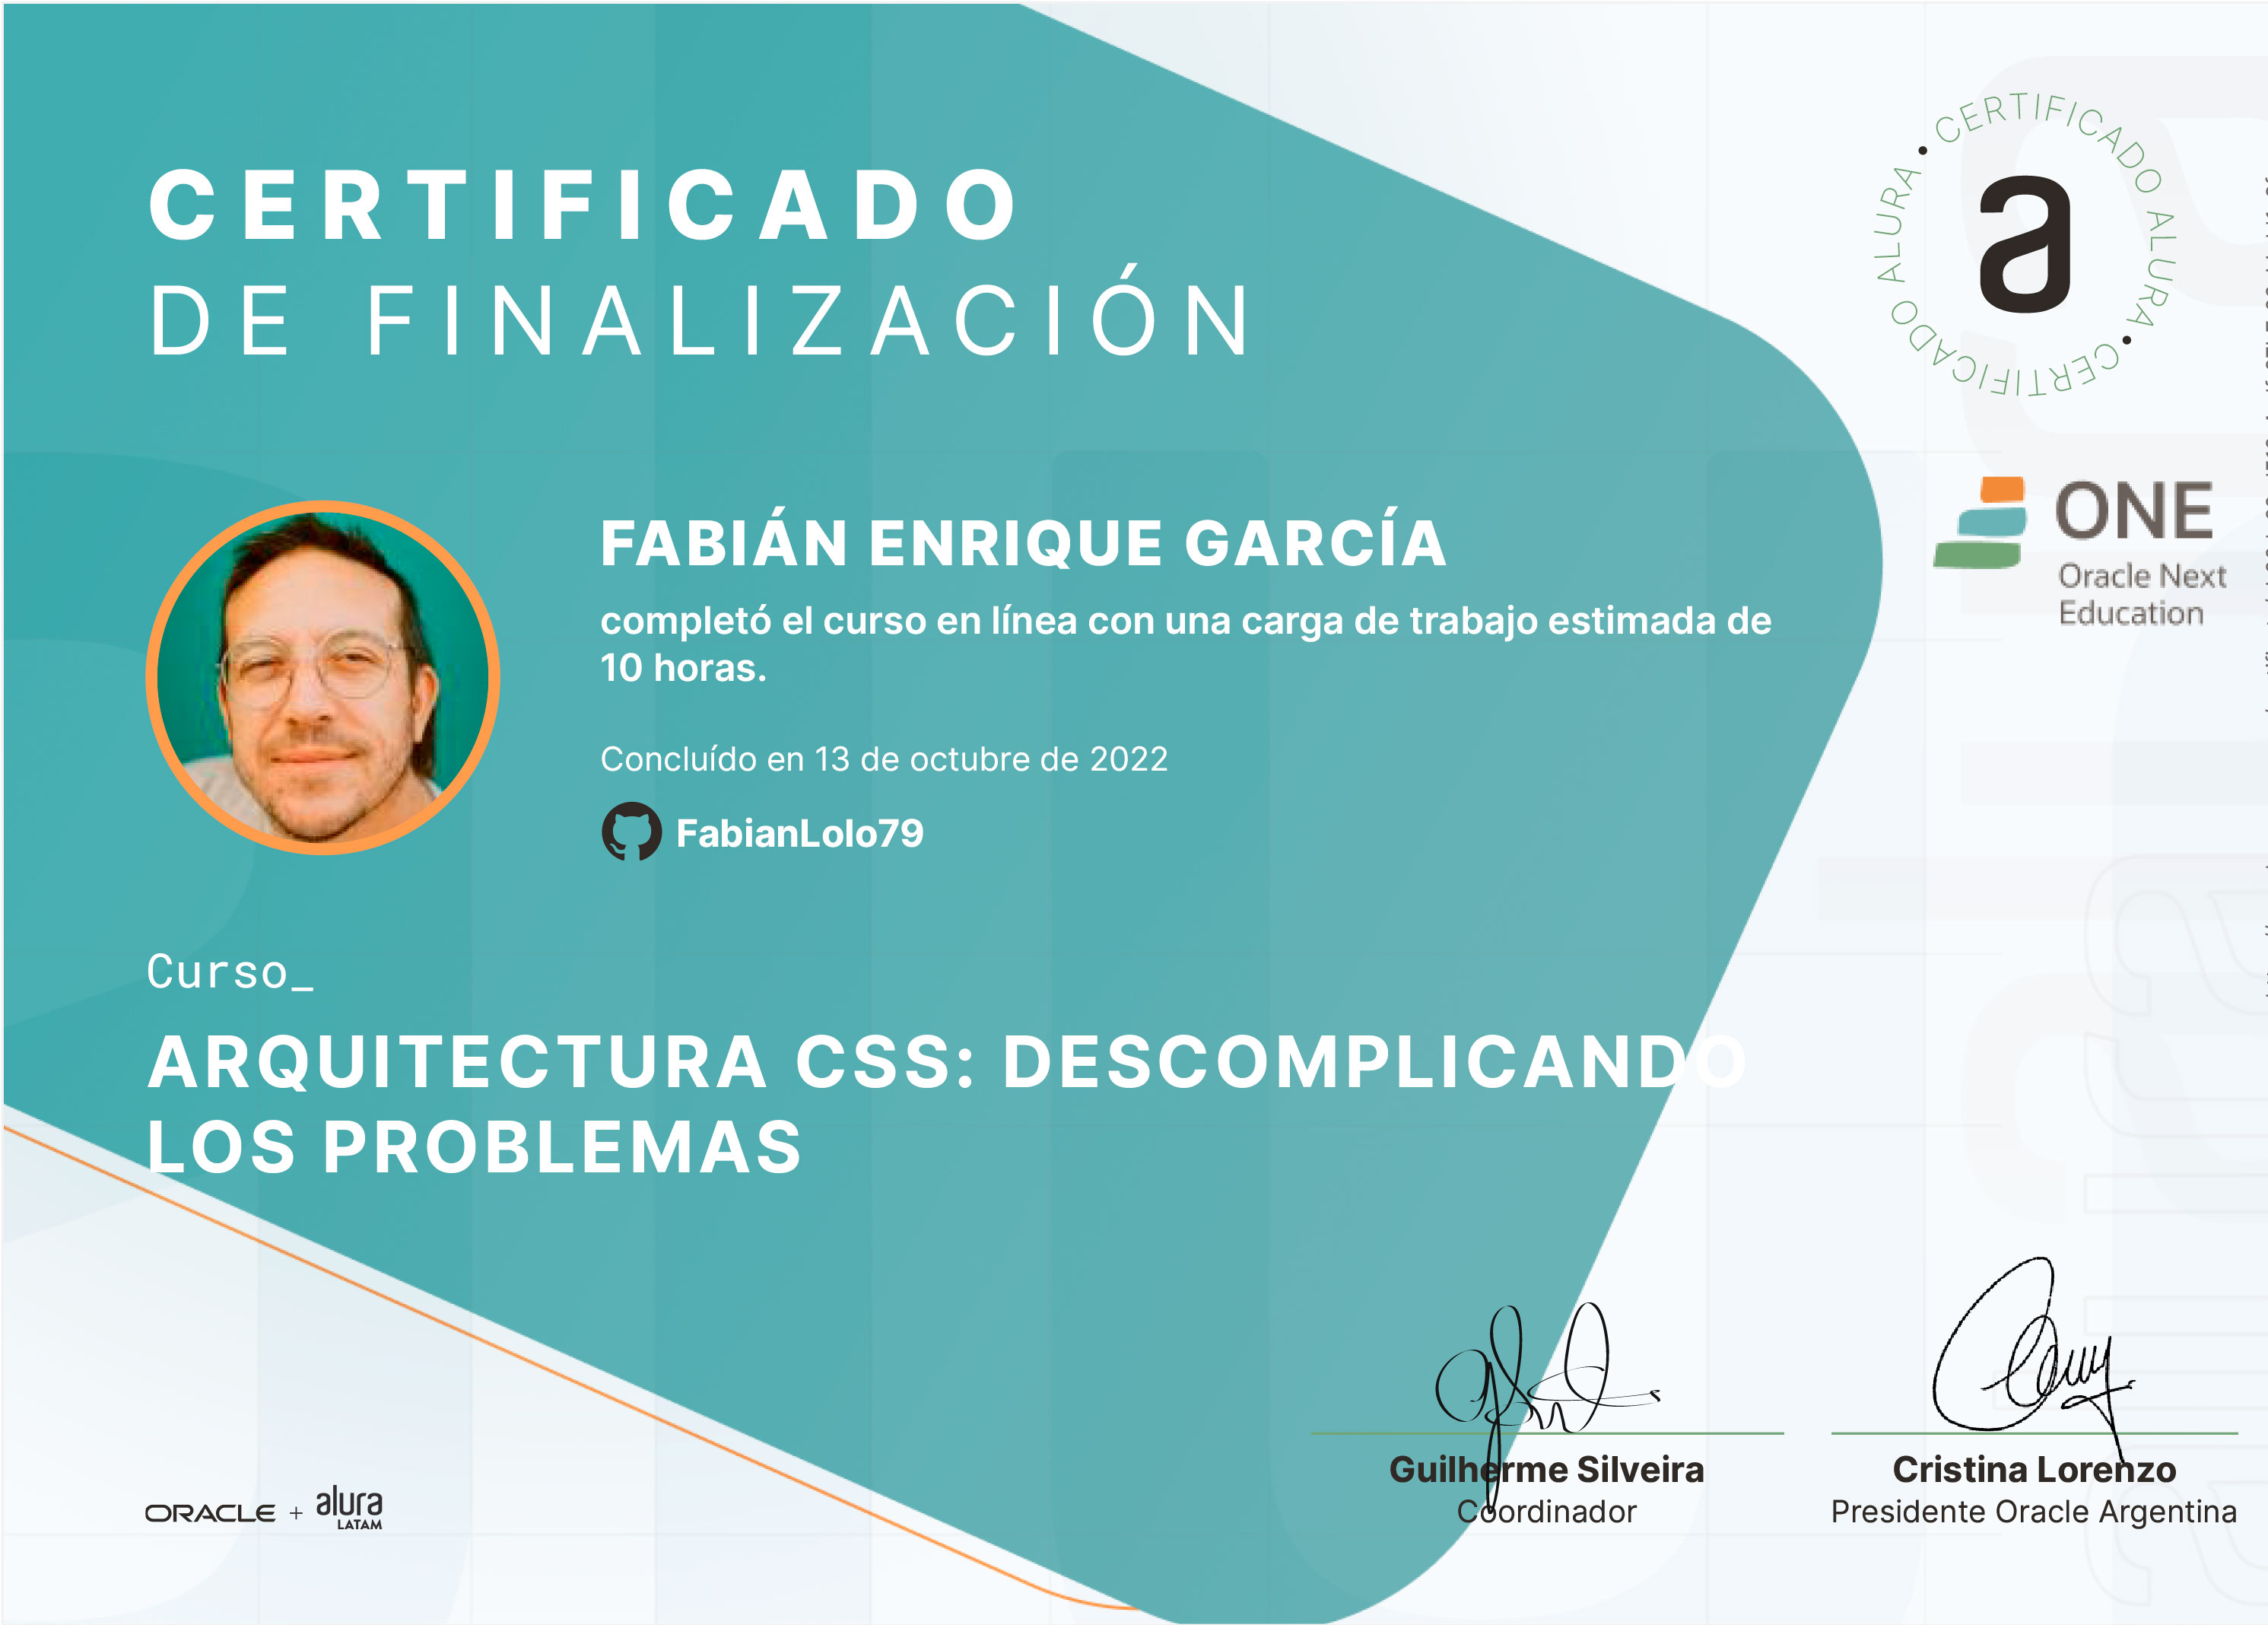 CERTIFICADO
DE FINALIZACIÓN
CERTIFICADO ALURA • CERTIFICADO ALURA •
a
ONE
Oracle Next
Education
FABIÁN ENRIQUE GARCÍA
completó el curso en línea con una carga de trabajo estimada de
10 horas.
Concluído en 13 de octubre de 2022
FabianLolo79
Curso_
ARQUITECTURA CSS: DESCOMPLICANDO
LOS PROBLEMAS
Guilherme Silveira
Coordinador
Cristina Lorenzo
Presidente Oracle Argentina
ORACLE + alura
LATAM